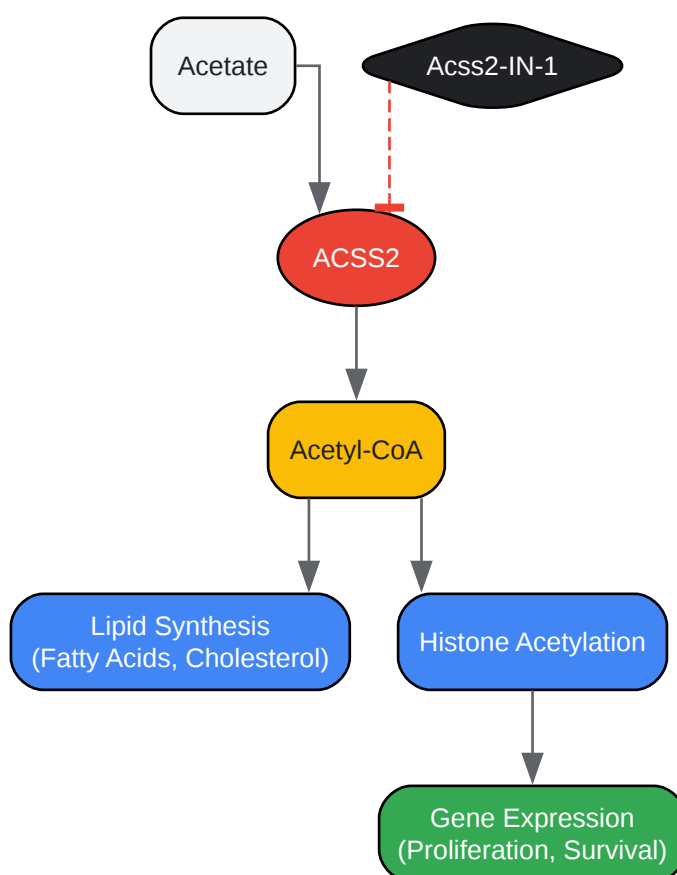 Acetate
Acss2-IN-1
ACSS2
Acetyl-CoA
Lipid Synthesis
(Fatty Acids, Cholesterol)
Histone Acetylation
Gene Expression
(Proliferation, Survival)